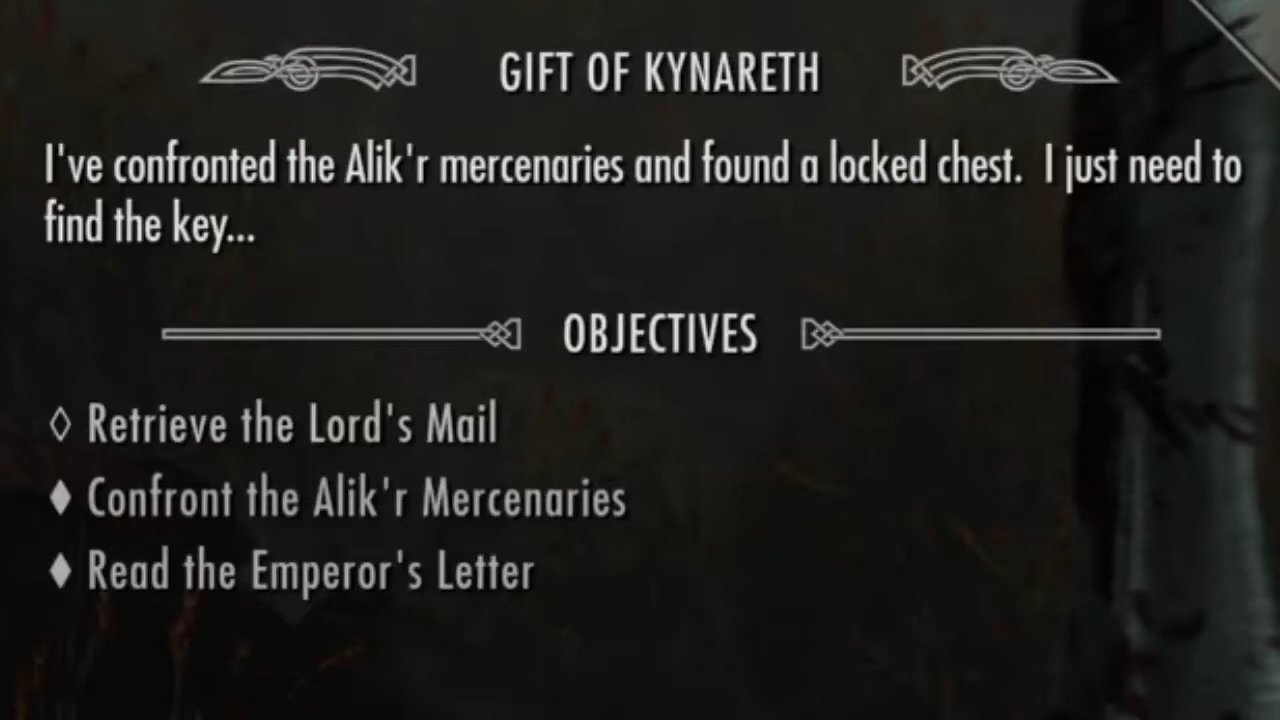 GIFT OF KYNARETH
I've confronted the Alik'r mercenaries and found a locked chest.  I just need to
find the key...
OBJECTIVES
Retrieve the Lord's Mail
Confront the Alik'r Mercenaries
Read the Emperor's Letter